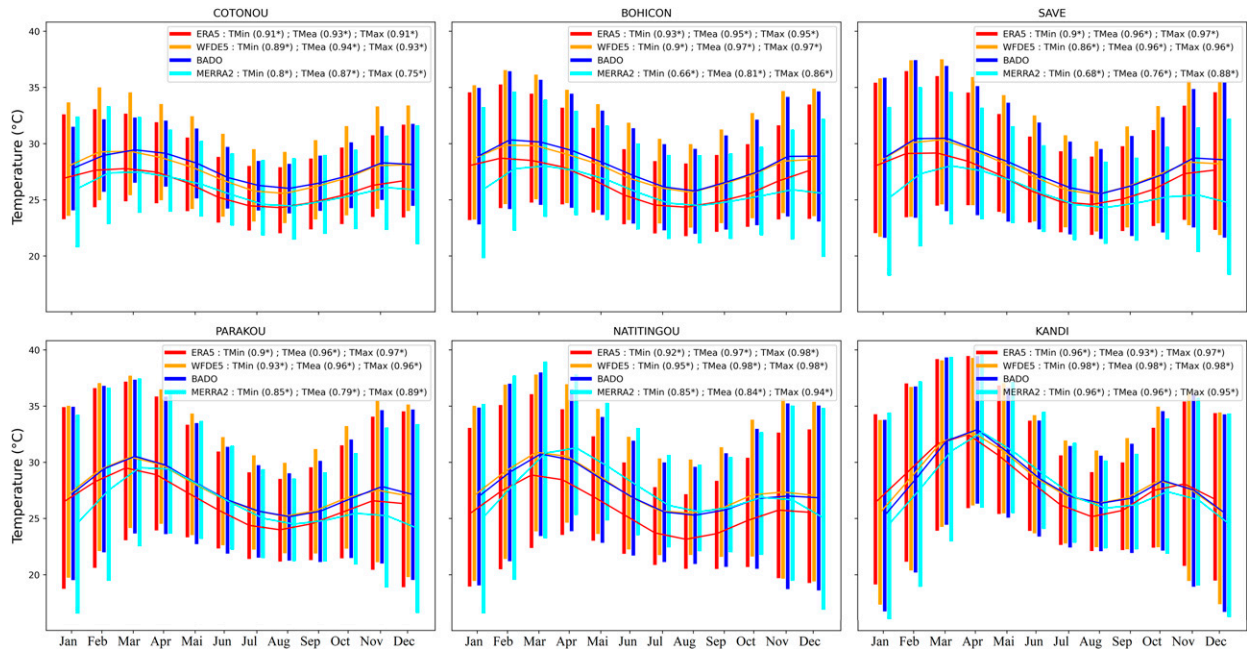 COTONOU
ERA5 : TMin (0.91*) ; TMea (0.93*) ; TMax (0.91*)
WFDE5 : TMin (0.89*) ; TMea (0.94*) ; TMax (0.93*)
BADO
MERRA2 : TMin (0.8*) ; TMea (0.87*) ; TMax (0.75*)
40
35
30
25
20
Temperature (°C)
BOHICON
ERA5 : TMin (0.93*) ; TMea (0.95*) ; TMax (0.95*)
WFDE5 : TMin (0.9*) ; TMea (0.97*) ; TMax (0.97*)
BADO
MERRA2 : TMin (0.66*) ; TMea (0.81*) ; TMax (0.86*)
SAVE
ERA5 : TMin (0.9*) ; TMea (0.96*) ; TMax (0.97*)
WFDE5 : TMin (0.86*) ; TMea (0.96*) ; TMax (0.96*)
BADO
MERRA2 : TMin (0.68*) ; TMea (0.76*) ; TMax (0.88*)
PARAKOU
ERA5 : TMin (0.9*) ; TMea (0.96*) ; TMax (0.97*)
WFDE5 : TMin (0.93*) ; TMea (0.96*) ; TMax (0.96*)
BADO
MERRA2 : TMin (0.85*) ; TMea (0.79*) ; TMax (0.89*)
40
35
30
25
20
Temperature (°C)
Jan Feb Mar Apr Mai Jun Jul Aug Sep Oct Nov Dec
NATITINGOU
ERA5 : TMin (0.92*) ; TMea (0.97*) ; TMax (0.98*)
WFDE5 : TMin (0.95*) ; TMea (0.98*) ; TMax (0.98*)
BADO
MERRA2 : TMin (0.85*) ; TMea (0.84*) ; TMax (0.94*)
Jan Feb Mar Apr Mai Jun Jul Aug Sep Oct Nov Dec
KANDI
ERA5 : TMin (0.96*) ; TMea (0.93*) ; TMax (0.97*)
WFDE5 : TMin (0.98*) ; TMea (0.98*) ; TMax (0.98*)
BADO
MERRA2 : TMin (0.96*) ; TMea (0.96*) ; TMax (0.95*)
Jan Feb Mar Apr Mai Jun Jul Aug Sep Oct Nov Dec